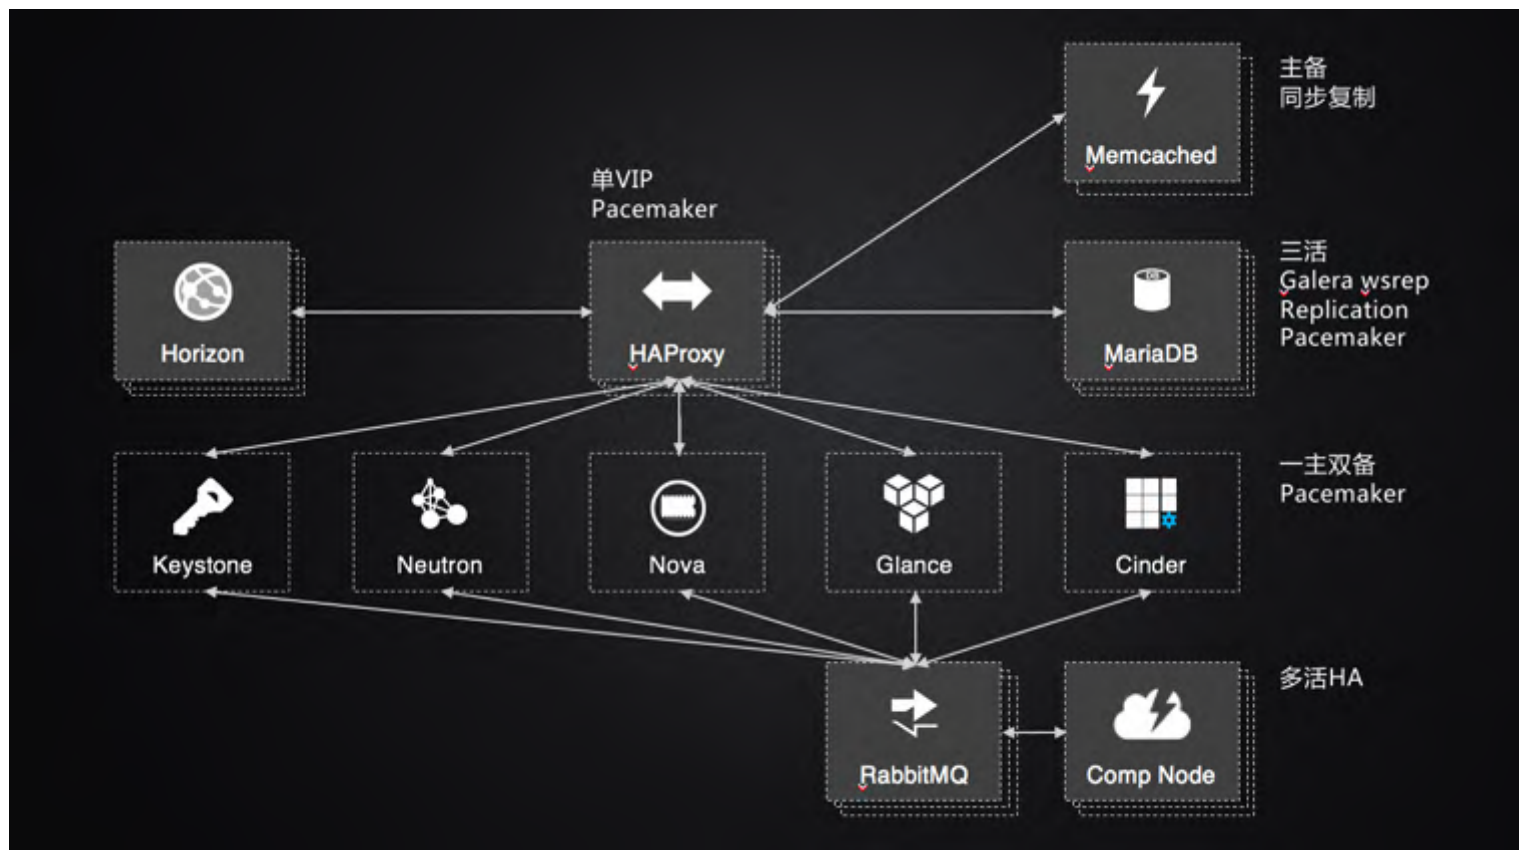 主备
同步复制
Memcached
单VIP
Pacemaker
Horizon
HAProxy
DB
MariaDB
三活
Galera wsrep
Replication
Pacemaker
Keystone
Neutron
Nova
Glance
Cinder
一主双备
Pacemaker
RabbitMQ
Comp Node
多活HA